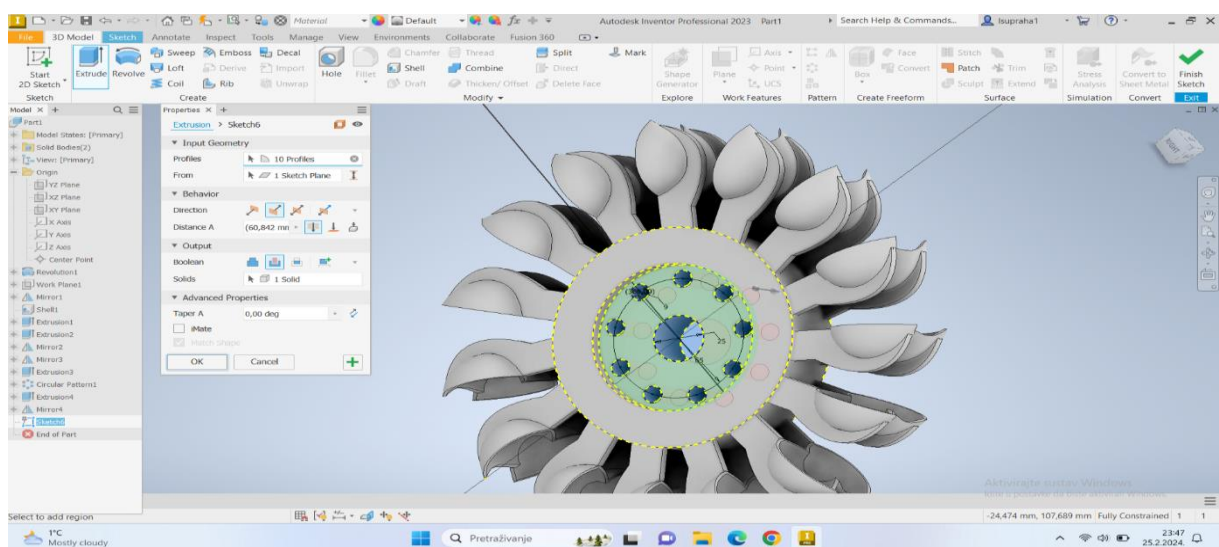 Material
Default
Autodesk Inventor Professional 2023 Part1
Search Help & Commands...
lsupraha1
File 3D Model Sketch Annotate Inspect Tools Manage View Environments Collaborate Fusion 360
Start
2D Sketch
Extrude
Revolve
Sweep Emboss Decal
Loft Derive Import
Coil Rib Unwrap
Hole
Fillet
Chamfer Thread Split
Shell Combine Direct
Draft Thicken/ Offset Delete Face
Mark
Shape
Generator
Plane
Axis
Point
UCS
Box
Face
Convert
Stitch
Patch Trim
Sculpt Extend
Stress
Analysis
Convert to
Sheet Metal
Finish
Sketch
Sketch Create Modify Explore Work Features Pattern Create Freeform Surface Simulation Convert Exit
Model
Part1
Model States: [Primary]
Solid Bodies(2)
View: [Primary]
Origin
YZ Plane
XZ Plane
XY Plane
X Axis
Y Axis
Z Axis
Center Point
Revolution1
Work Plane1
Mirror1
Shell1
Extrusion1
Extrusion2
Mirror2
Mirror3
Extrusion3
Circular Pattern1
Extrusion4
Mirror4
Sketch6
End of Part
Properties
Extrusion > Sketch6
Input Geometry
Profiles 10 Profiles
From 1 Sketch Plane
Behavior
Direction
Distance A (60,842 mm
Output
Boolean
Solids 1 Solid
Advanced Properties
Taper A 0,00 deg
iMate
Match Shape
OK Cancel
9
25
65
RIGHT
Aktivirajte sustav Windows
Select to add region
-24,474 mm, 107,689 mm Fully Constrained 1 1
1°C
Mostly cloudy
Pretraživanje
23:47
25.2.2024.